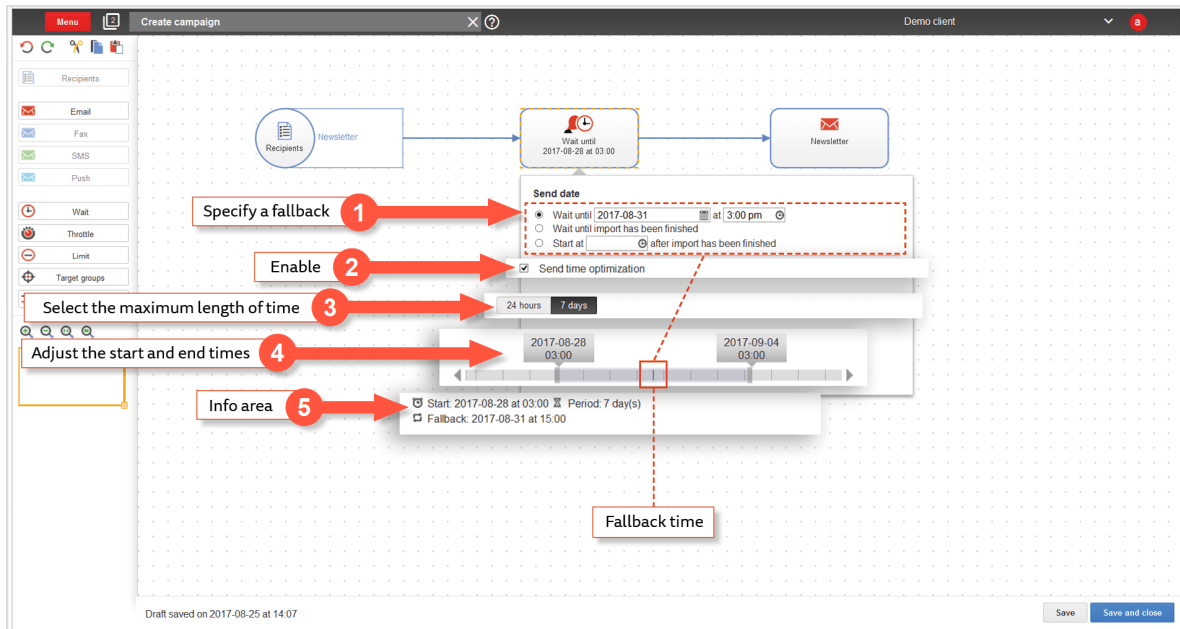 Menu 2 Create campaign Demo client a
Recipients
Email
Fax
SMS
Push
Wait
Throttle
Limit
Target groups
Recipients
Newsletter
Wait until
2017-08-28 at 03:00
Newsletter
Send date
Specify a fallback 1
Wait until 2017-08-31 at 3:00 pm
Wait until import has been finished
Start at after import has been finished
Enable 2
Send time optimization
Select the maximum length of time 3
24 hours 7 days
Adjust the start and end times 4
2017-08-28
03:00
2017-09-04
03:00
Info area 5
Start: 2017-08-28 at 03:00 Period: 7 day(s)
Fallback: 2017-08-31 at 15:00
Fallback time
Draft saved on 2017-08-25 at 14:07
Save Save and close